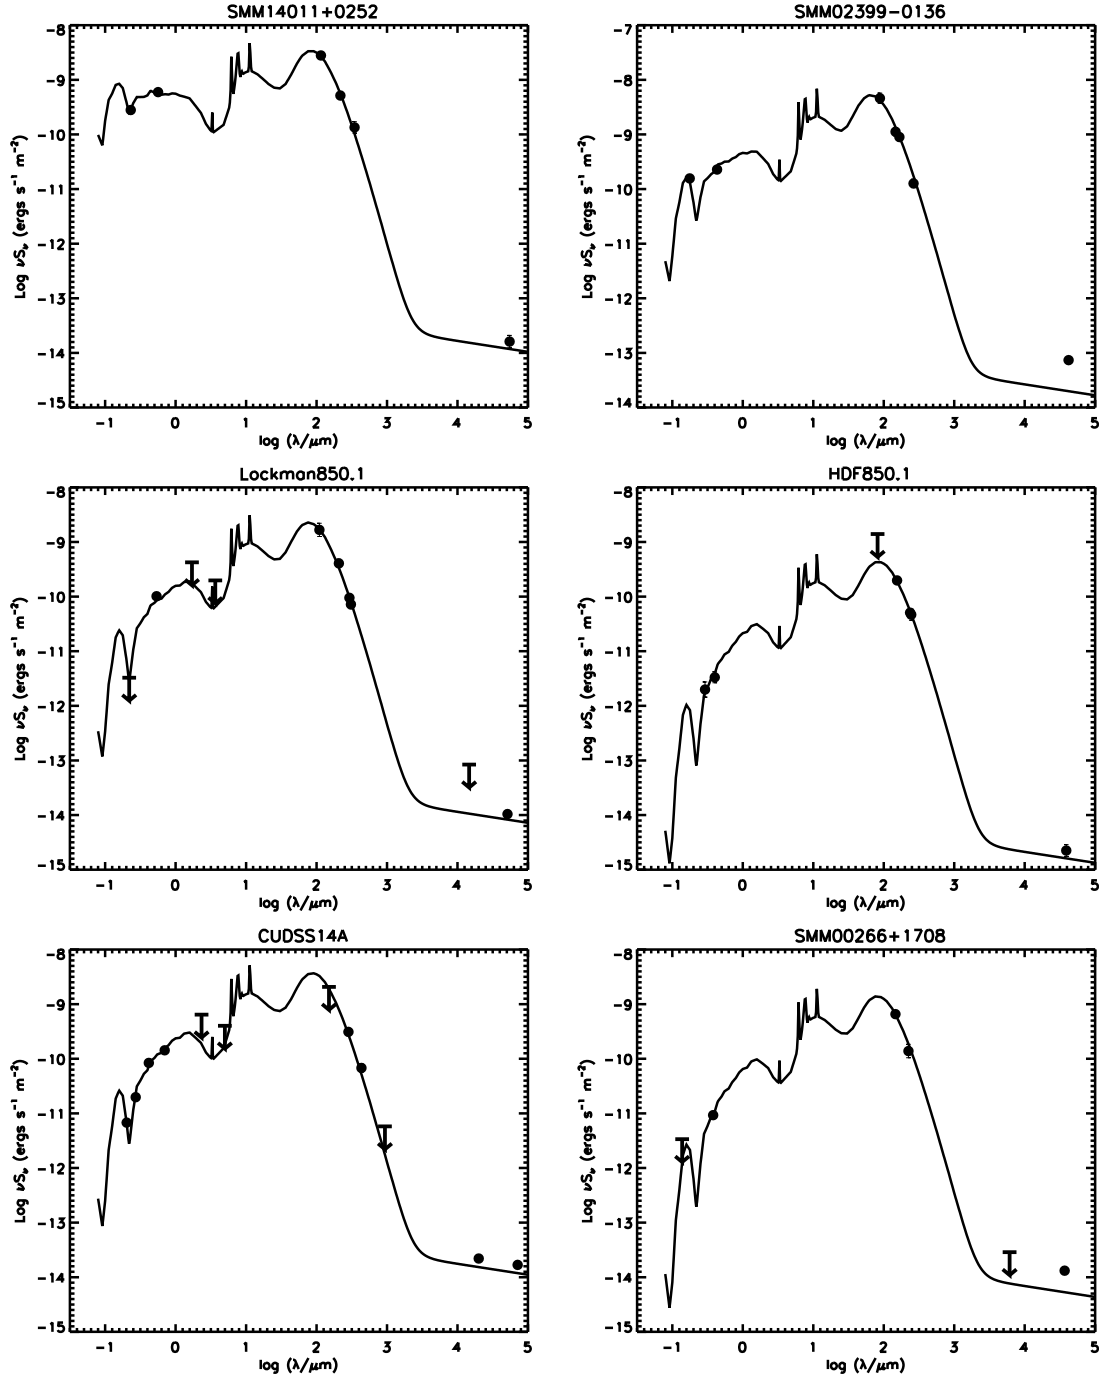 SMM14011+0252
-8
-9
-10
-11
-12
-13
-14
-15
Log νSᵥ (ergs s⁻¹ m⁻²)
-1 0 1 2 3 4 5
log (λ/μm)
SMM02399-0136
-7
-8
-9
-10
-11
-12
-13
-14
Log νSᵥ (ergs s⁻¹ m⁻²)
-1 0 1 2 3 4 5
log (λ/μm)
Lockman850.1
-8
-9
-10
-11
-12
-13
-14
-15
Log νSᵥ (ergs s⁻¹ m⁻²)
-1 0 1 2 3 4 5
log (λ/μm)
HDF850.1
-8
-9
-10
-11
-12
-13
-14
-15
Log νSᵥ (ergs s⁻¹ m⁻²)
-1 0 1 2 3 4 5
log (λ/μm)
CUDSS14A
-8
-9
-10
-11
-12
-13
-14
-15
Log νSᵥ (ergs s⁻¹ m⁻²)
-1 0 1 2 3 4 5
log (λ/μm)
SMM00266+1708
-8
-9
-10
-11
-12
-13
-14
-15
Log νSᵥ (ergs s⁻¹ m⁻²)
-1 0 1 2 3 4 5
log (λ/μm)